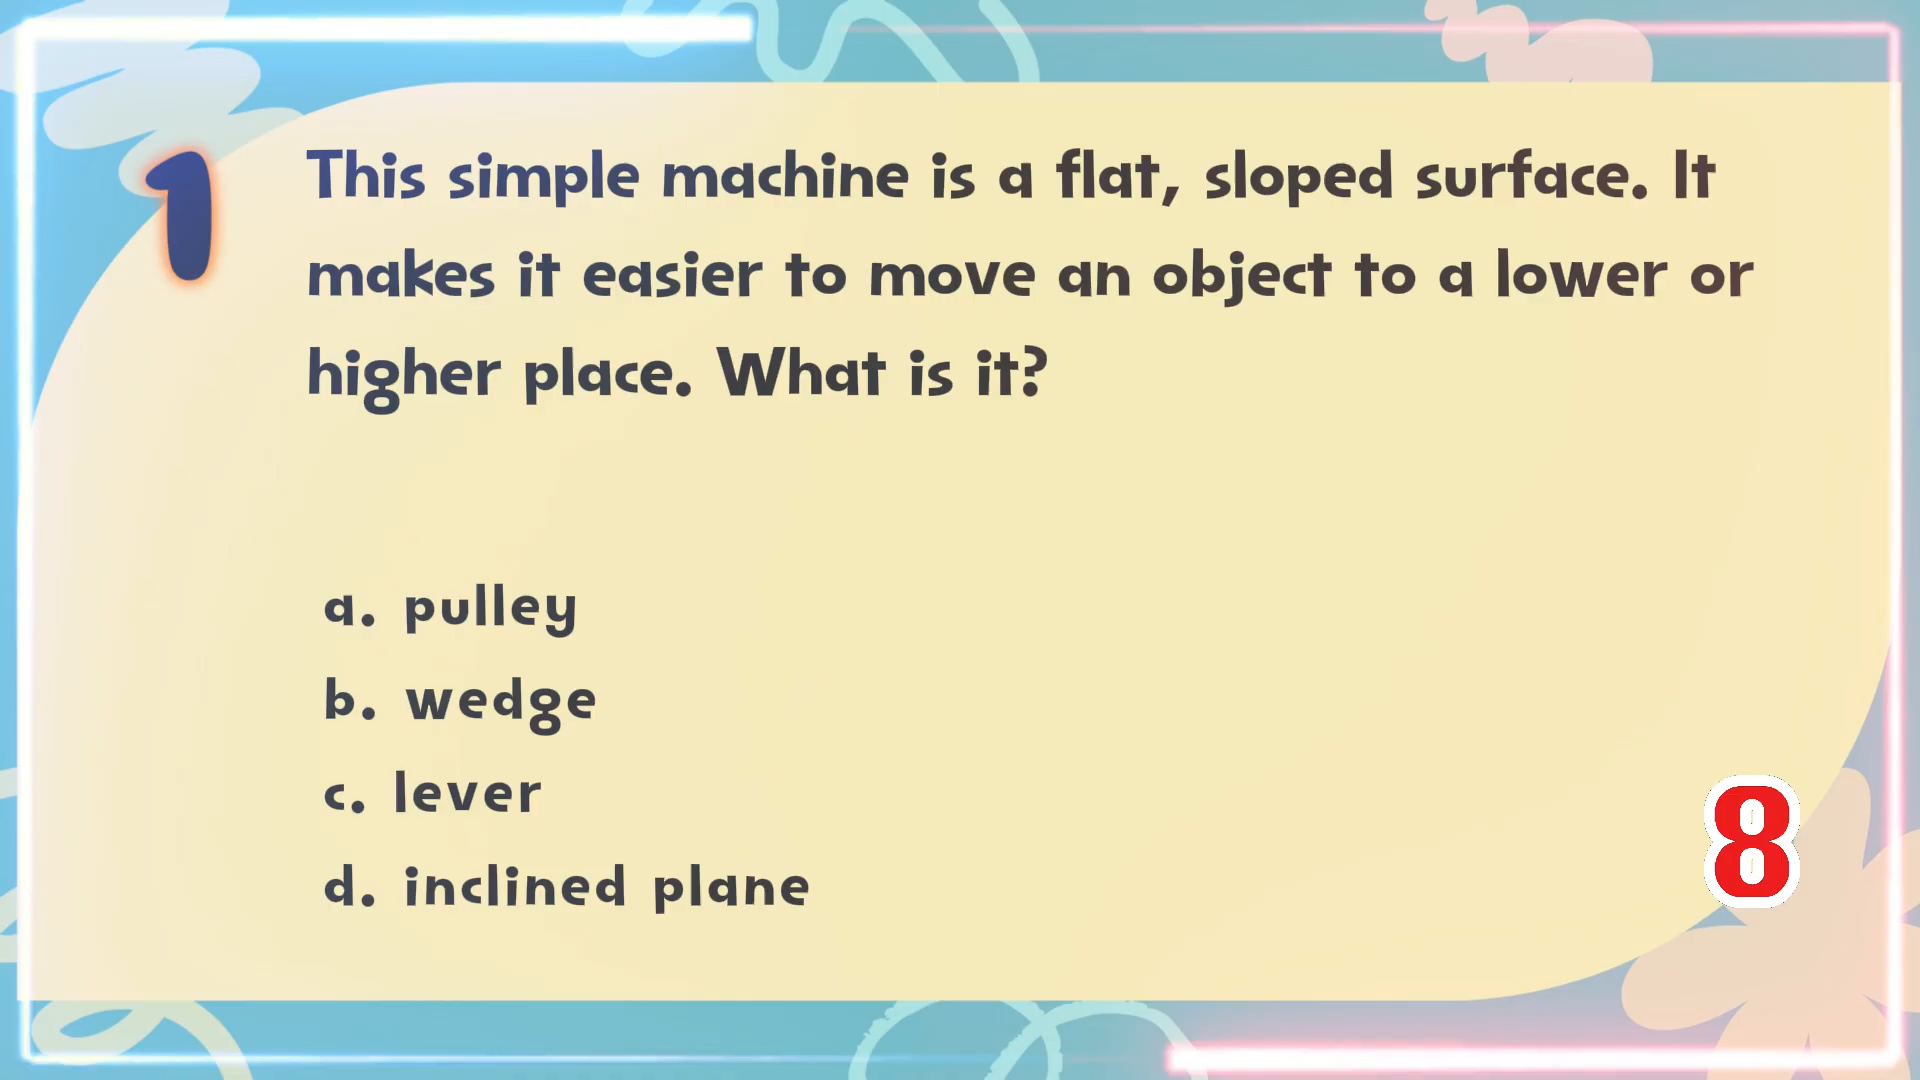 1
This simple machine is a flat, sloped surface. It
makes it easier to move an object to a lower or
higher place. What is it?
a. pulley
b. wedge
c. lever
d. inclined plane
8